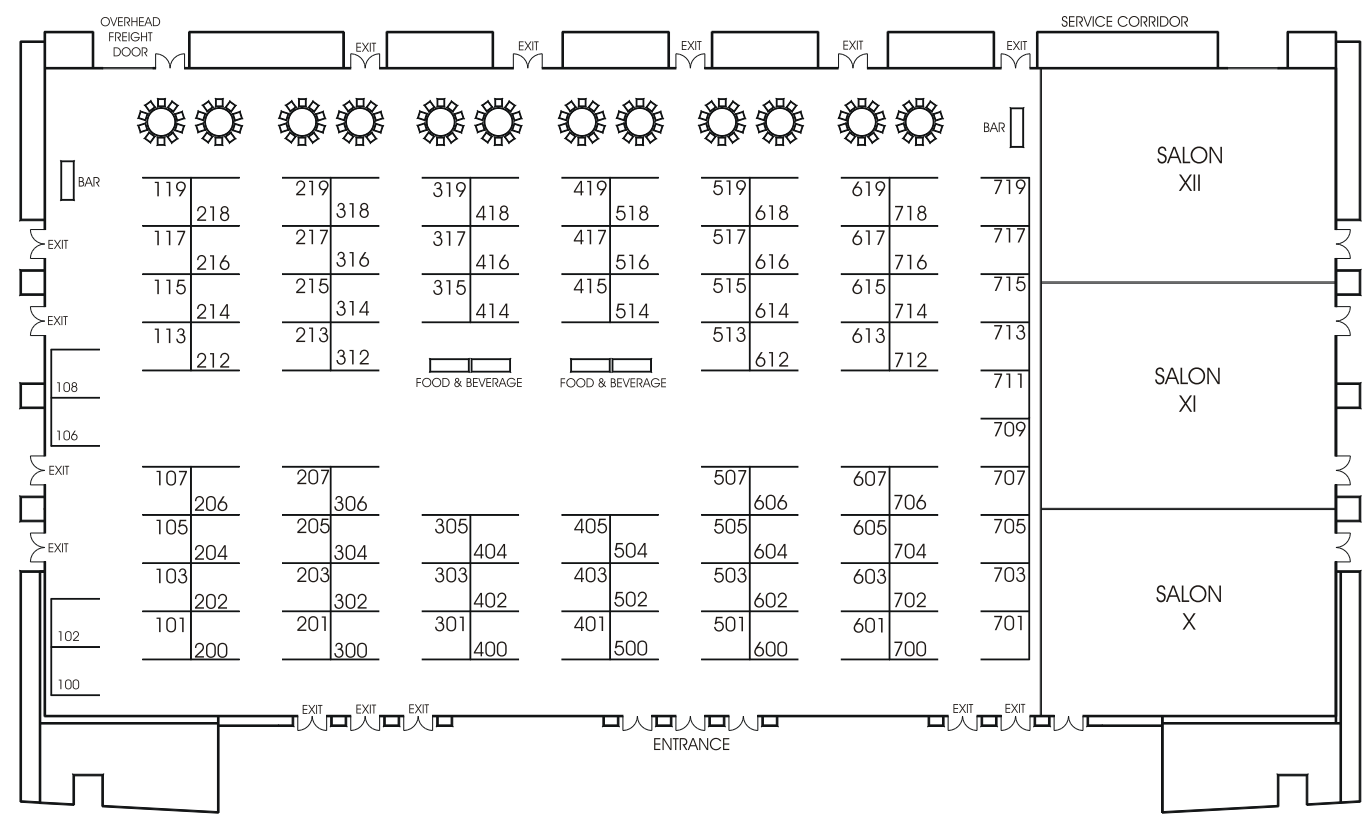 OVERHEAD
FREIGHT
DOOR
SERVICE CORRIDOR
EXIT EXIT EXIT EXIT EXIT
BAR
BAR
SALON
XII
119 219 319 419 519 619 719
218 318 418 518 618 718
117 217 317 417 517 617 717
216 316 416 516 616 716
EXIT
115 215 315 415 515 615 715
214 314 414 514 614 714
EXIT
113 213 513 613 713
212 312 612 712
FOOD & BEVERAGE FOOD & BEVERAGE
108
711
SALON
XI
106
709
EXIT
107 207 507 607 707
206 306 606 706
105 205 305 405 505 605 705
204 304 404 504 604 704
EXIT
103 203 303 403 503 603 703
202 302 402 502 602 702
SALON
X
101 201 301 401 501 601 701
102
200 300 400 500 600 700
100
EXIT EXIT EXIT EXIT EXIT
ENTRANCE